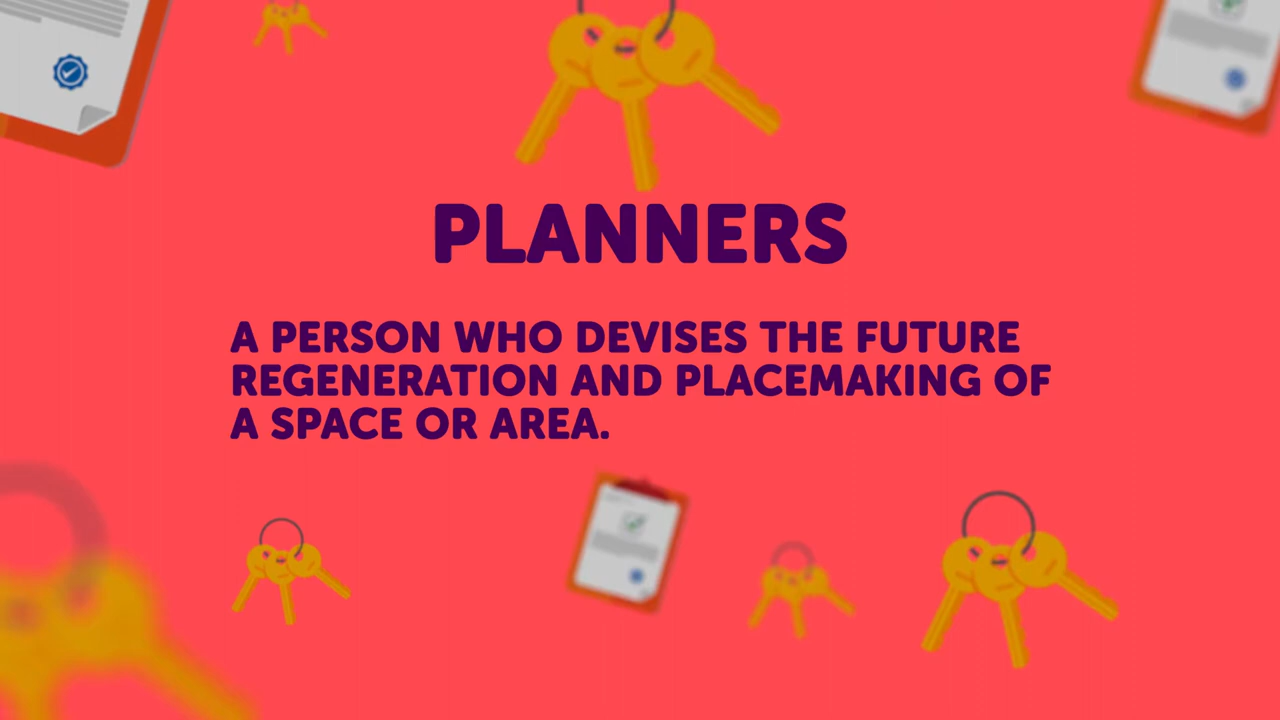 PLANNERS
A PERSON WHO DEVISES THE FUTURE
REGENERATION AND PLACEMAKING OF
A SPACE OR AREA.